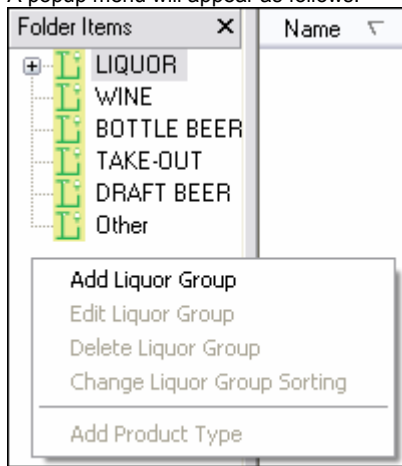 A popup menu will appear as follows:
Folder Items
Name
LIQUOR
WINE
BOTTLE BEER
TAKE-OUT
DRAFT BEER
Other
Add Liquor Group
Edit Liquor Group
Delete Liquor Group
Change Liquor Group Sorting
Add Product Type